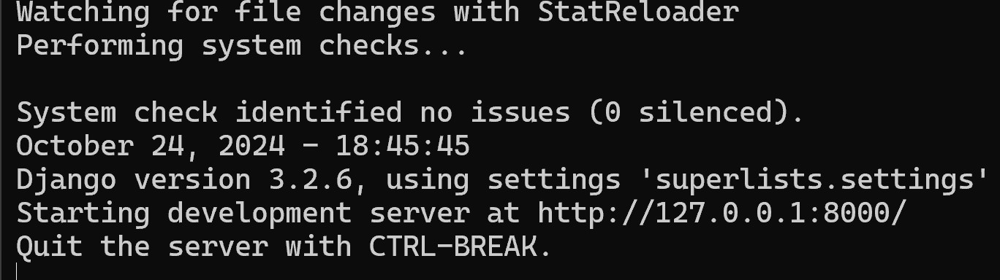 Watching for file changes with StatReloader
Performing system checks...
System check identified no issues (0 silenced).
October 24, 2024 - 18:45:45
Django version 3.2.6, using settings 'superlists.settings'
Starting development server at http://127.0.0.1:8000/
Quit the server with CTRL-BREAK.